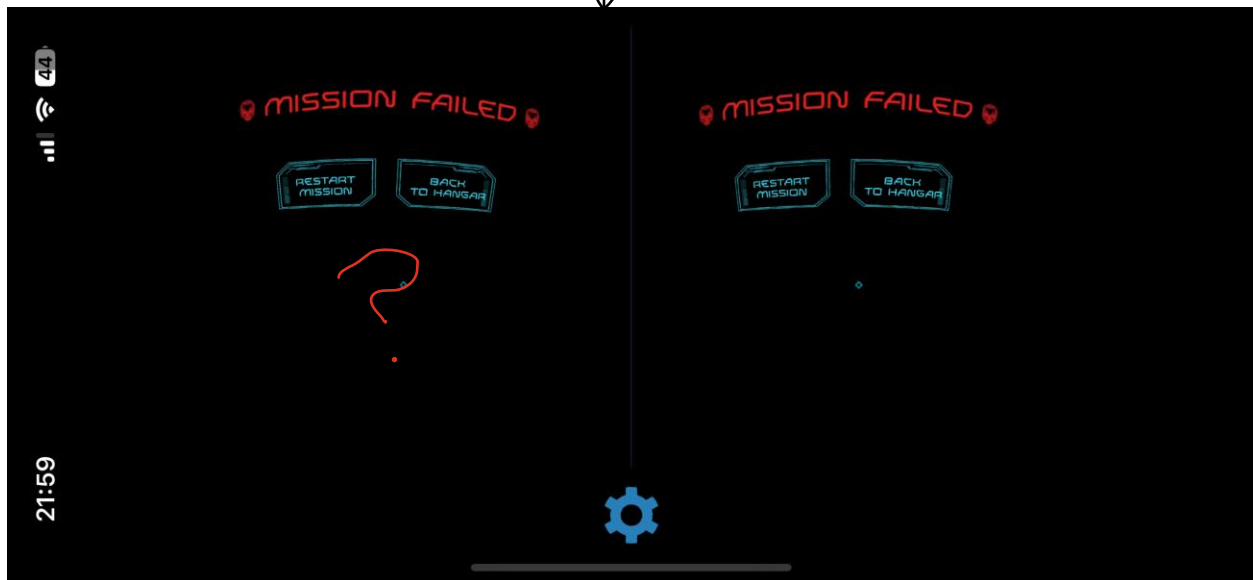 44
21:59
MISSION FAILED
RESTART
MISSION
BACK
TO HANGAR
?
MISSION FAILED
RESTART
MISSION
BACK
TO HANGAR